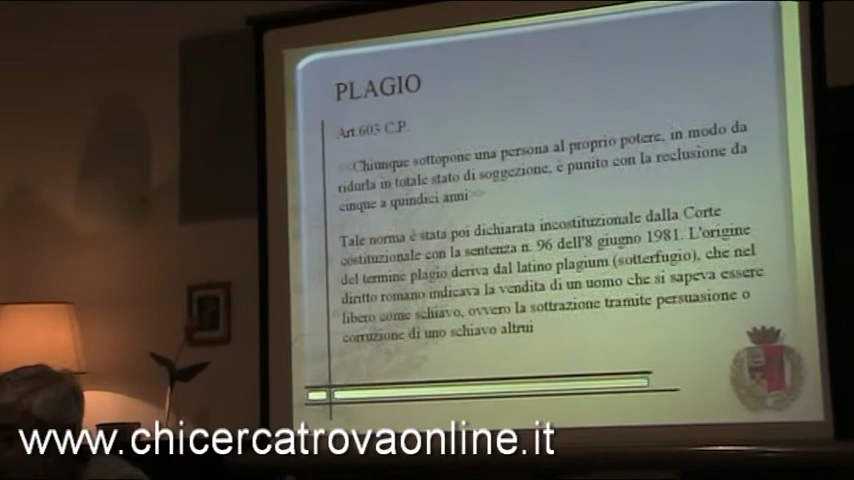 PLAGIO
Art.603 C.P.
<<Chiunque sottopone una persona al proprio potere, in modo da
ridurla in totale stato di soggezione, è punito con la reclusione da
cinque a quindici anni>>
Tale norma è stata poi dichiarata incostituzionale dalla Corte
costituzionale con la sentenza n. 96 dell'8 giugno 1981. L'origine
del termine plagio deriva dal latino plagium (sotterfugio), che nel
diritto romano indicava la vendita di un uomo che si sapeva essere
libero come schiavo, ovvero la sottrazione tramite persuasione o
corruzione di uno schiavo altrui
www.chicercatrovaonline.it